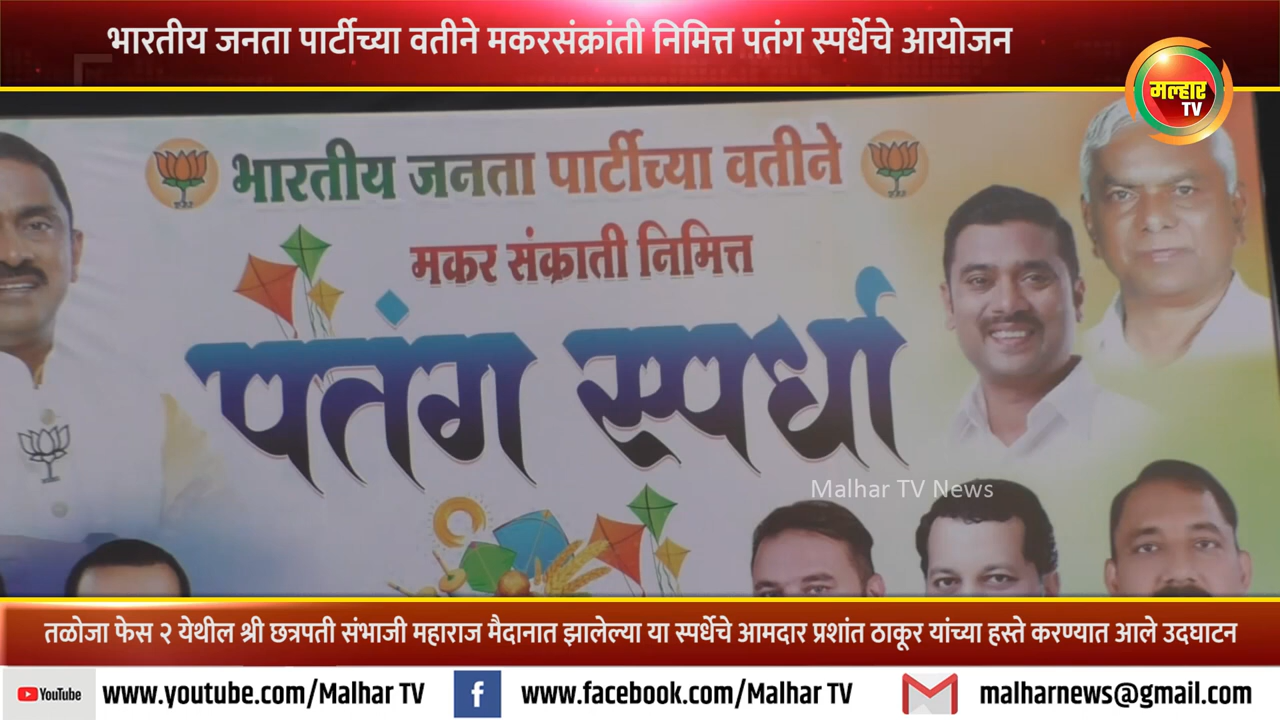 भारतीय जनता पार्टीच्या वतीने मकरसंक्रांती निमित्त पतंग स्पर्धेचे आयोजन
मल्हार
TV
भारतीय जनता पार्टीच्या वतीने
मकर संक्राती निमित्त
पतंग स्पर्धा
Malhar TV News
तळोजा फेस २ येथील श्री छत्रपती संभाजी महाराज मैदानात झालेल्या या स्पर्धेचे आमदार प्रशांत ठाकूर यांच्या हस्ते करण्यात आले उदघाटन
YouTube www.youtube.com/Malhar TV f www.facebook.com/Malhar TV malharnews@gmail.com